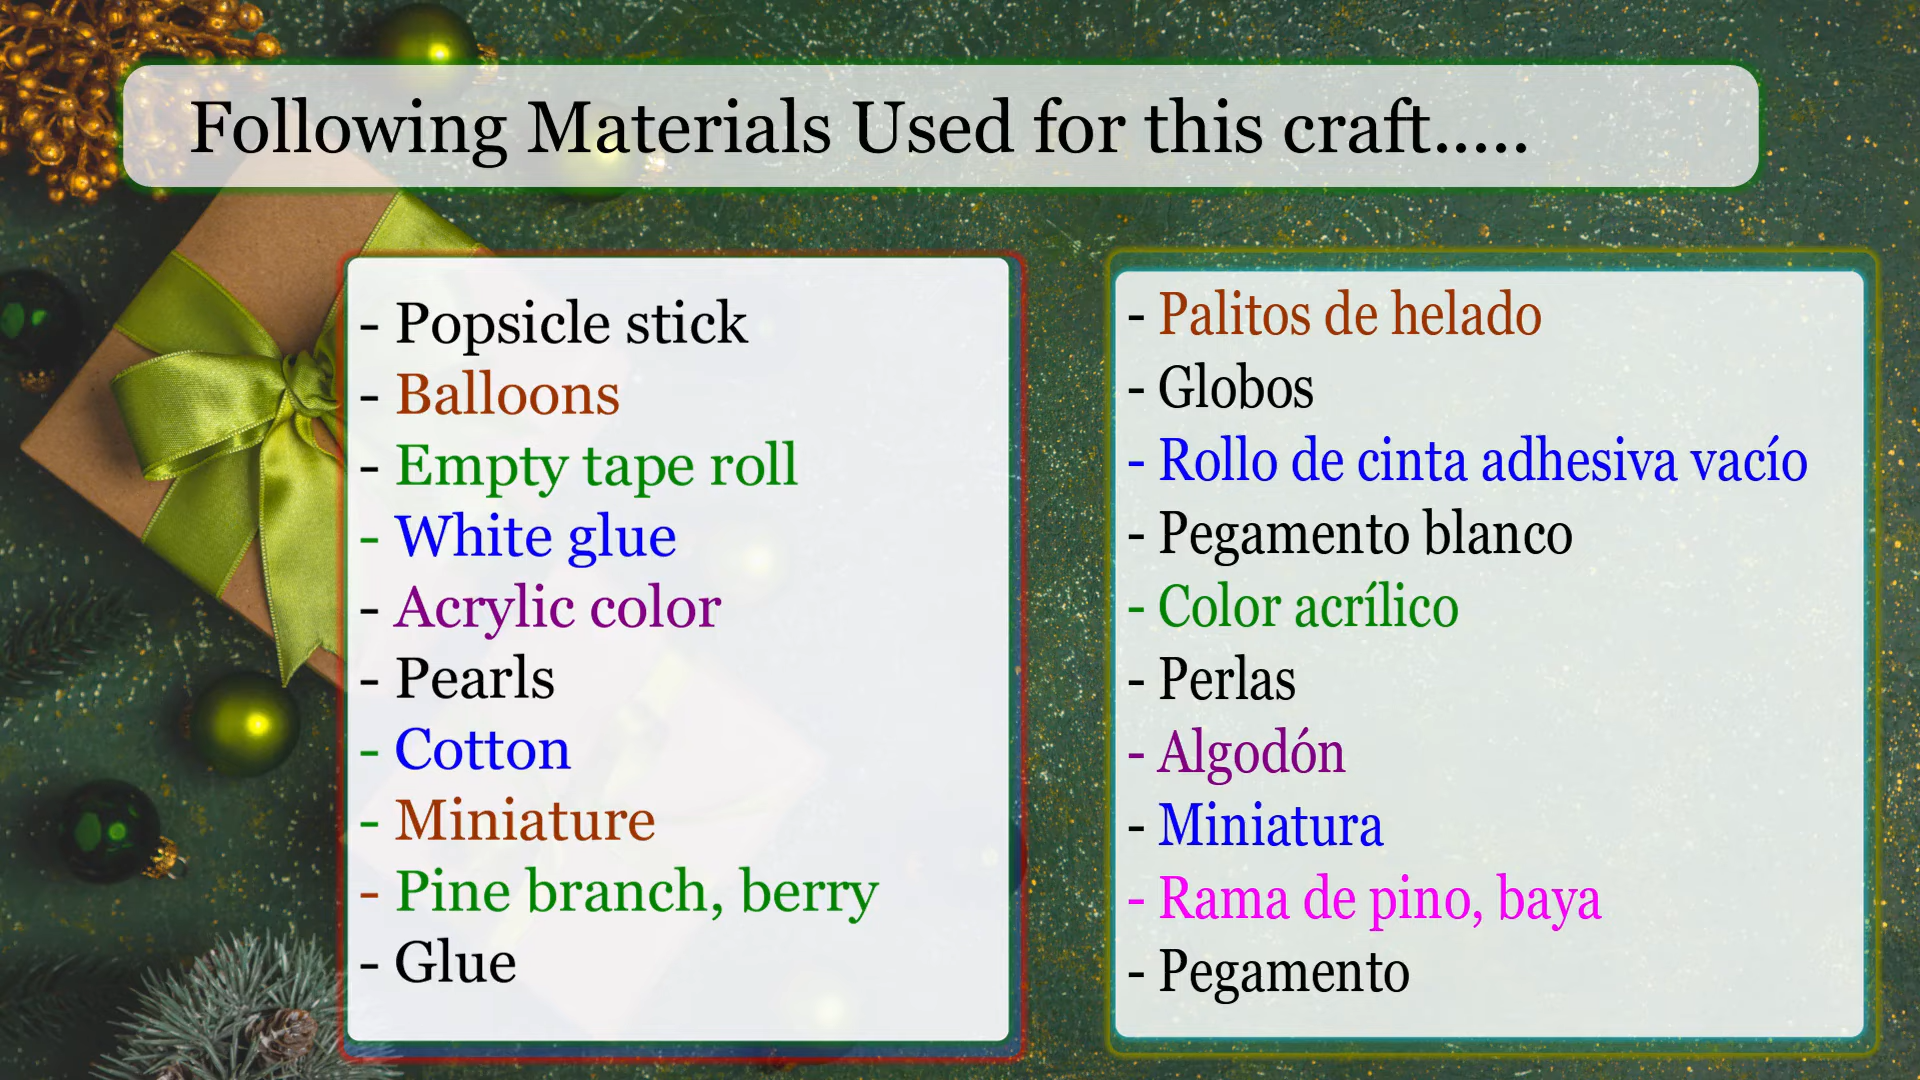 Following Materials Used for this craft.....
- Popsicle stick
- Balloons
- Empty tape roll
- White glue
- Acrylic color
- Pearls
- Cotton
- Miniature
- Pine branch, berry
- Glue
- Palitos de helado
- Globos
- Rollo de cinta adhesiva vacío
- Pegamento blanco
- Color acrílico
- Perlas
- Algodón
- Miniatura
- Rama de pino, baya
- Pegamento